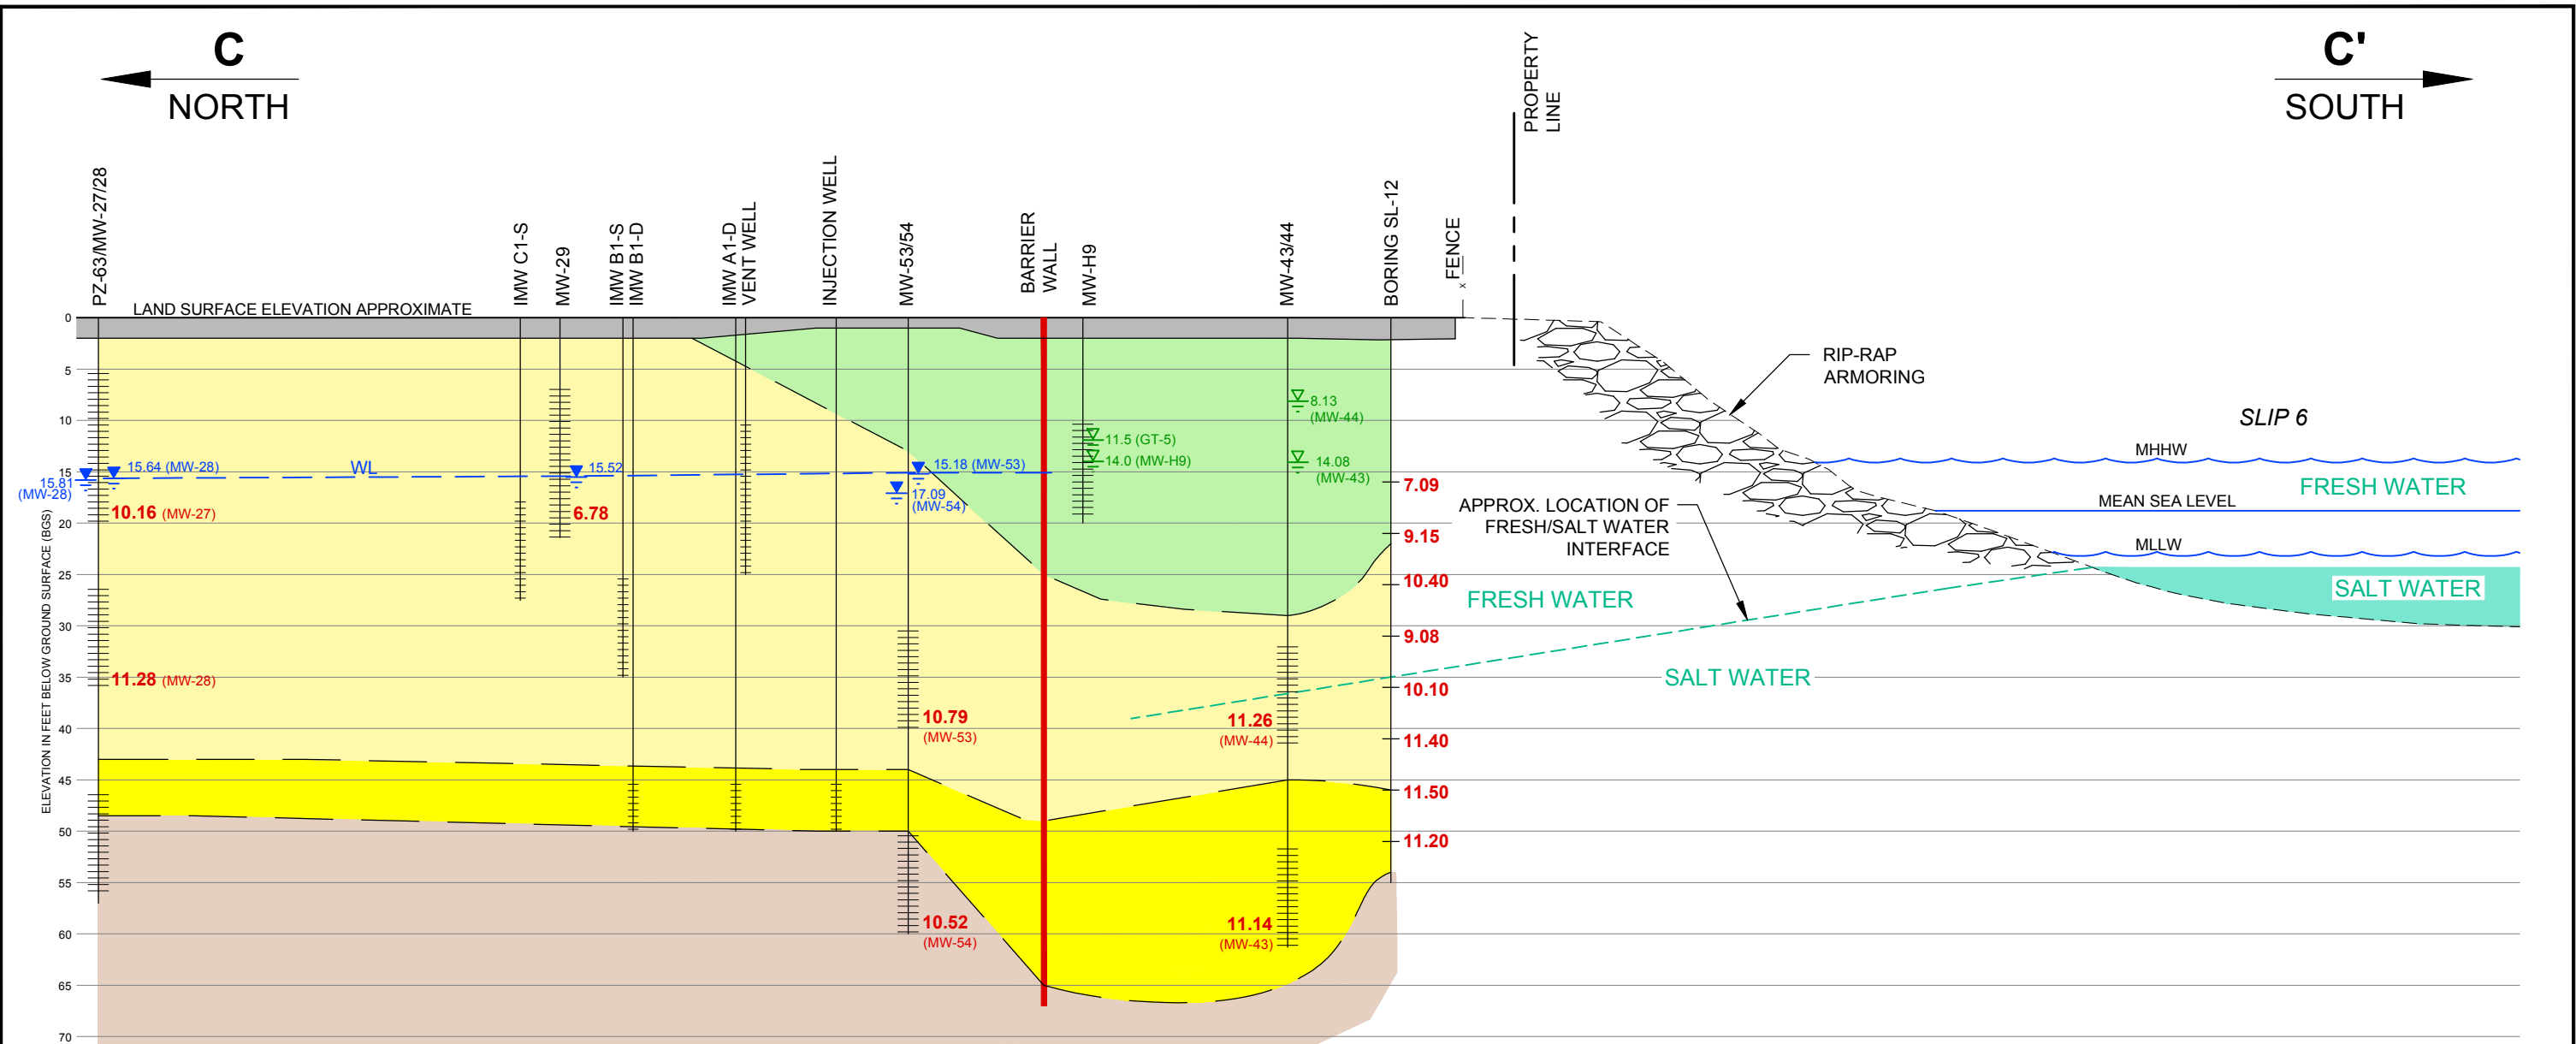 C
NORTH
C'
SOUTH
PROPERTY
LINE
PZ-63/MW-27/28
IMW C1-S
MW-29
IMW B1-S
IMW B1-D
IMW A1-D
VENT WELL
INJECTION WELL
MW-53/54
BARRIER
WALL
MW-H9
MW-43/44
BORING SL-12
FENCE
x
LAND SURFACE ELEVATION APPROXIMATE
ELEVATION IN FEET BELOW GROUND SURFACE (BGS)
0
5
10
15
20
25
30
35
40
45
50
55
60
65
70
15.81
(MW-28)
15.64 (MW-28)
WL
15.52
15.18 (MW-53)
17.09
(MW-54)
11.5 (GT-5)
14.0 (MW-H9)
8.13
(MW-44)
14.08
(MW-43)
10.16 (MW-27)
6.78
11.28 (MW-28)
10.79
(MW-53)
10.52
(MW-54)
11.26
(MW-44)
11.14
(MW-43)
7.09
9.15
10.40
9.08
10.10
11.40
11.50
11.20
RIP-RAP
ARMORING
APPROX. LOCATION OF
FRESH/SALT WATER
INTERFACE
FRESH WATER
SALT WATER
SLIP 6
MHHW
FRESH WATER
MEAN SEA LEVEL
MLLW
SALT WATER